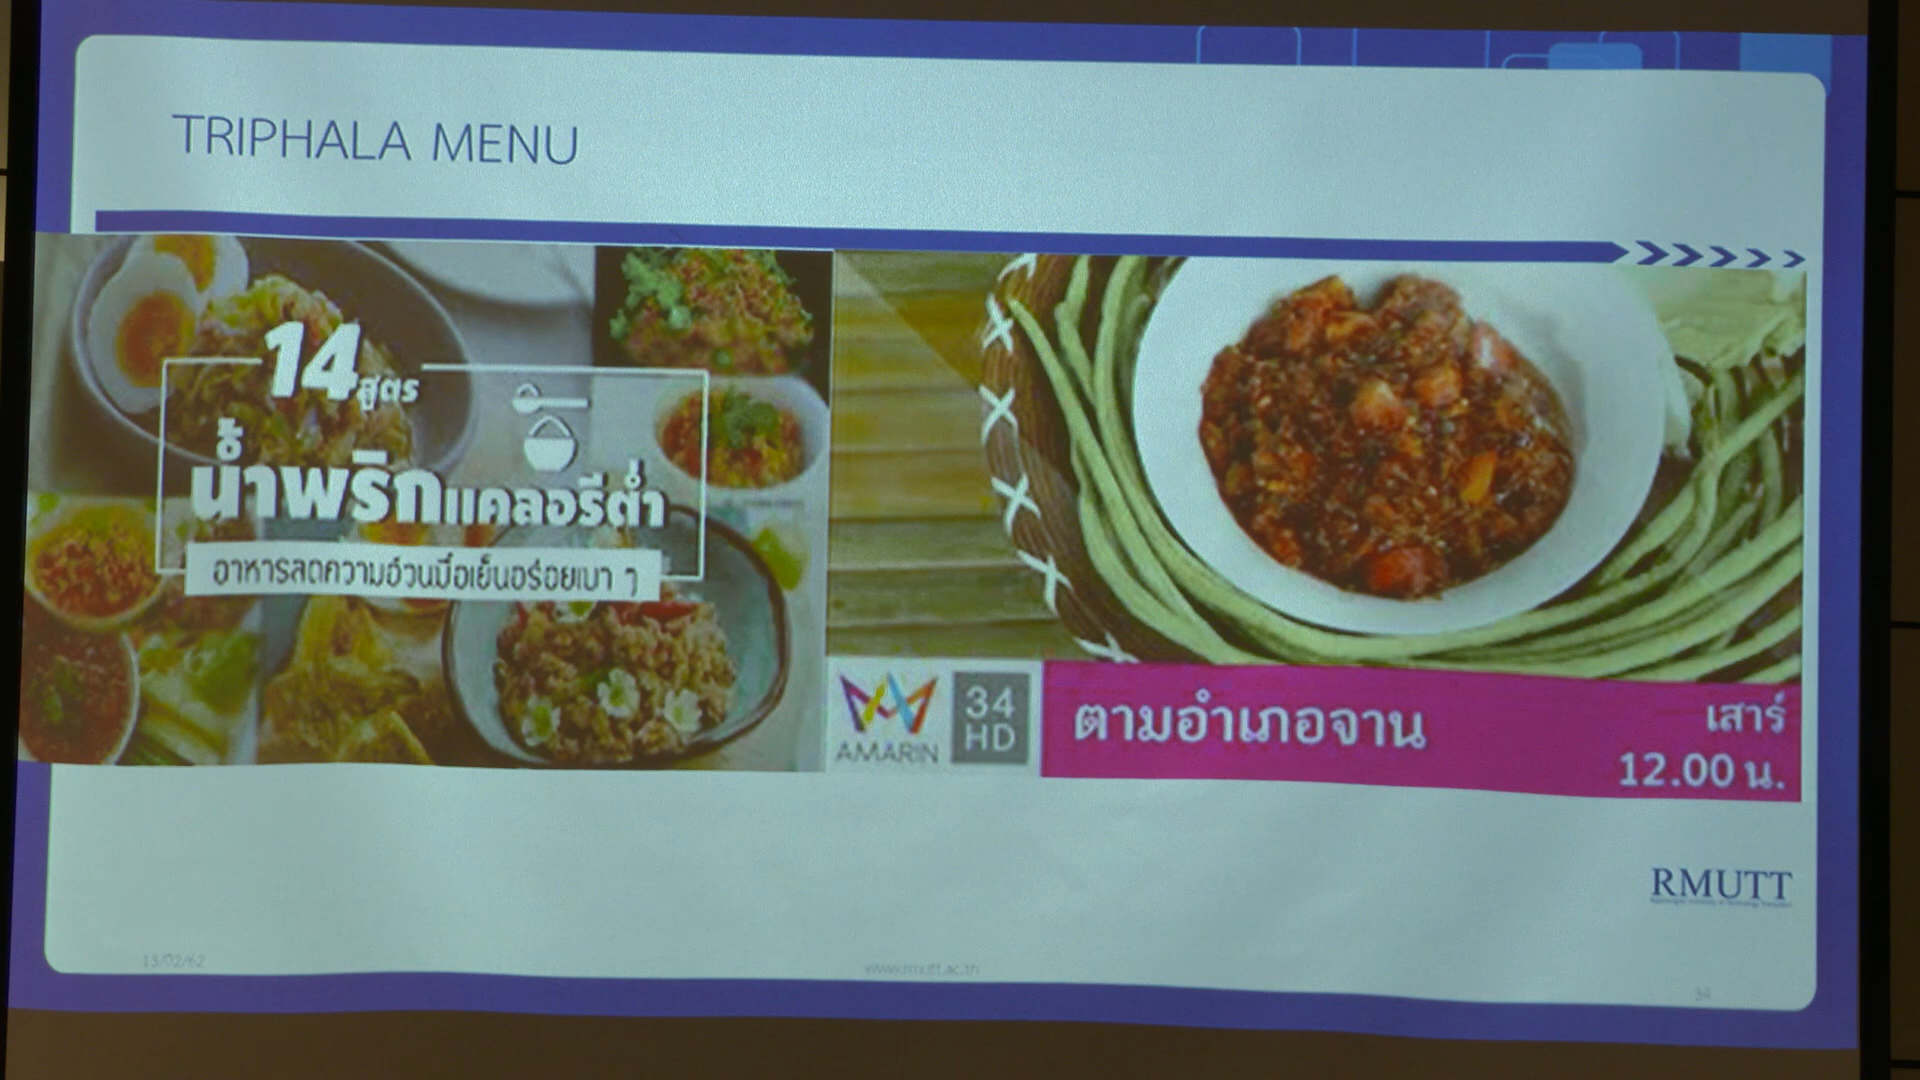 TRIPHALA MENU
14 สูตร
น้ำพริกแคลอรีต่ำ
อาหารลดความอ้วนมื้อเย็นอร่อยเบา ๆ
AMARIN
34
HD
ตามอำเภอจาน
เสาร์
12.00 น.
RMUTT
13/02/62
www.rmutt.ac.th
34